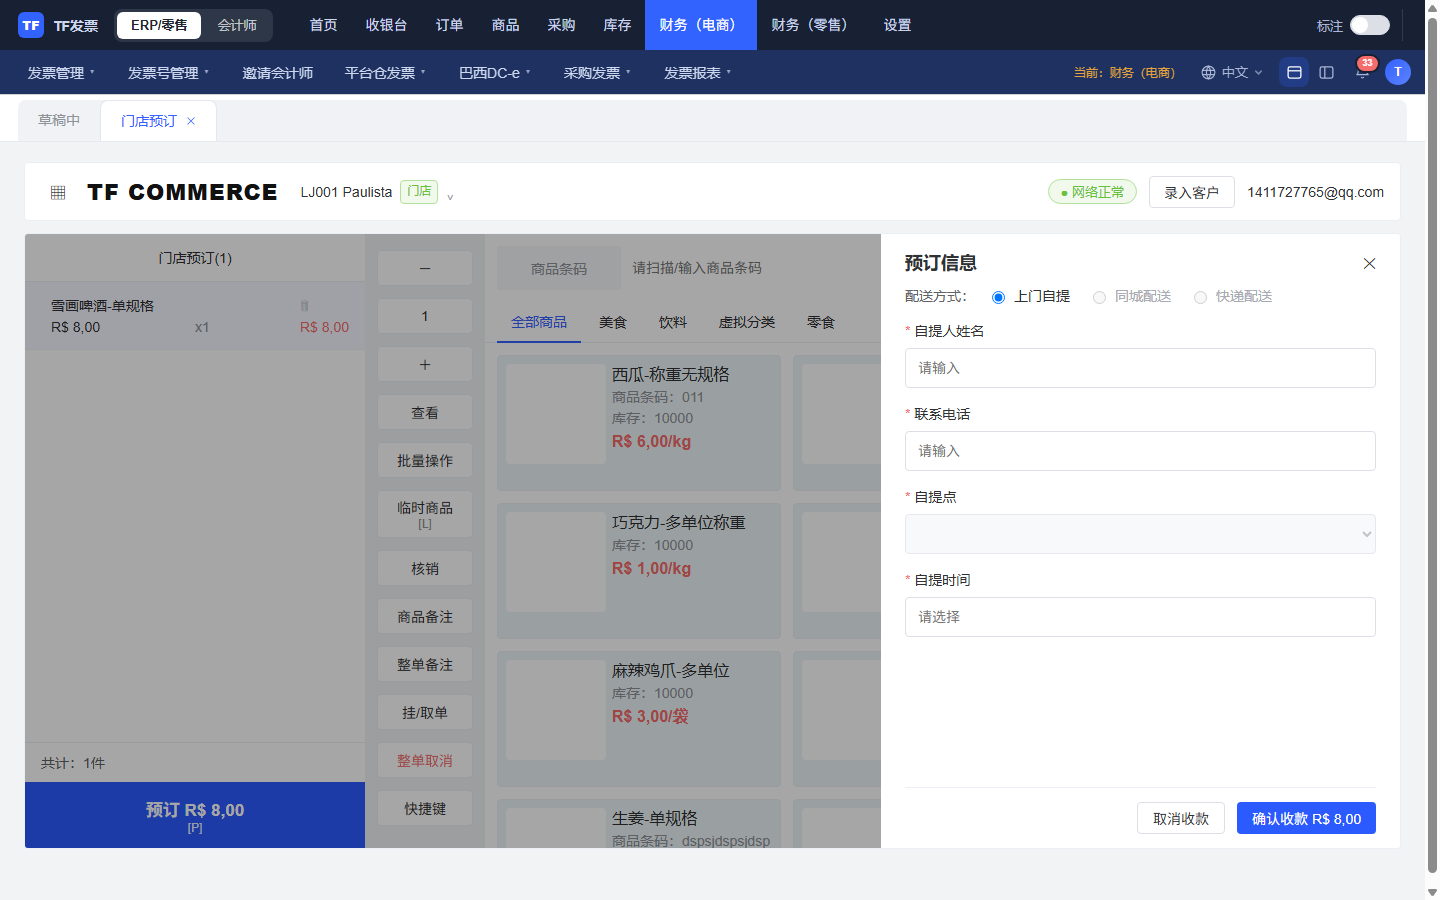 TF TF发票 ERP/零售 会计师 首页 收银台 订单 商品 采购 库存 财务（电商） 财务（零售） 设置 标注
发票管理 发票号管理 邀请会计师 平台仓发票 巴西DC-e 采购发票 发票报表 当前：财务（电商） 中文 33 T
草稿中 门店预订 ×
TF COMMERCE LJ001 Paulista 门店 网络正常 录入客户 1411727765@qq.com
门店预订(1)
雪画啤酒-单规格
R$ 8,00 x1 R$ 8,00
共计：1件
预订 R$ 8,00
[P]
－
1
＋
查看
批量操作
临时商品
[L]
核销
商品备注
整单备注
挂/取单
整单取消
快捷键
商品条码 请扫描/输入商品条码
全部商品 美食 饮料 虚拟分类 零食
西瓜-称重无规格
商品条码：011
库存：10000
R$ 6,00/kg
巧克力-多单位称重
库存：10000
R$ 1,00/kg
麻辣鸡爪-多单位
库存：10000
R$ 3,00/袋
生姜-单规格
商品条码：dspsjdspsjdsp
预订信息
配送方式： 上门自提 同城配送 快递配送
* 自提人姓名
请输入
* 联系电话
请输入
* 自提点
* 自提时间
请选择
取消收款 确认收款 R$ 8,00